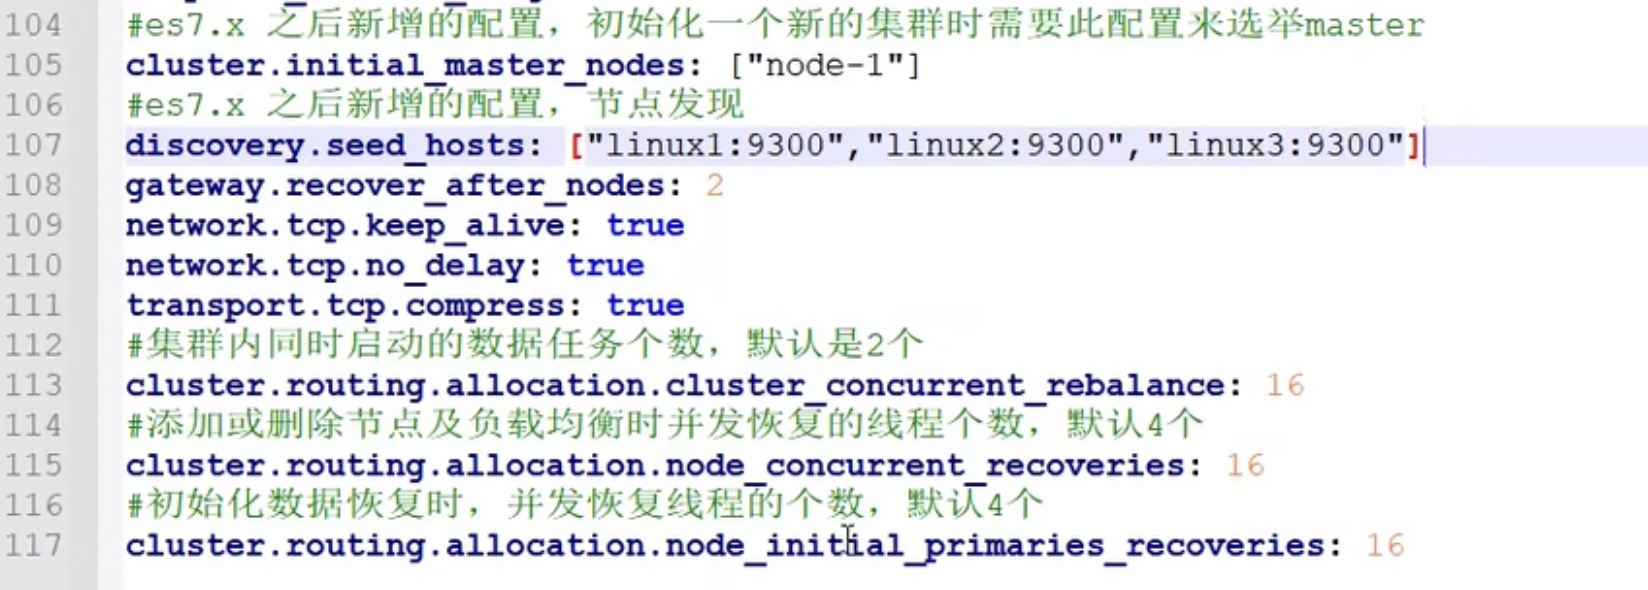 104 #es7.x 之后新增的配置，初始化一个新的集群时需要此配置来选举master
105 cluster.initial_master_nodes: ["node-1"]
106 #es7.x 之后新增的配置，节点发现
107 discovery.seed_hosts: ["linux1:9300","linux2:9300","linux3:9300"]
108 gateway.recover_after_nodes: 2
109 network.tcp.keep_alive: true
110 network.tcp.no_delay: true
111 transport.tcp.compress: true
112 #集群内同时启动的数据任务个数，默认是2个
113 cluster.routing.allocation.cluster_concurrent_rebalance: 16
114 #添加或删除节点及负载均衡时并发恢复的线程个数，默认4个
115 cluster.routing.allocation.node_concurrent_recoveries: 16
116 #初始化数据恢复时，并发恢复线程的个数，默认4个
117 cluster.routing.allocation.node_initial_primaries_recoveries: 16